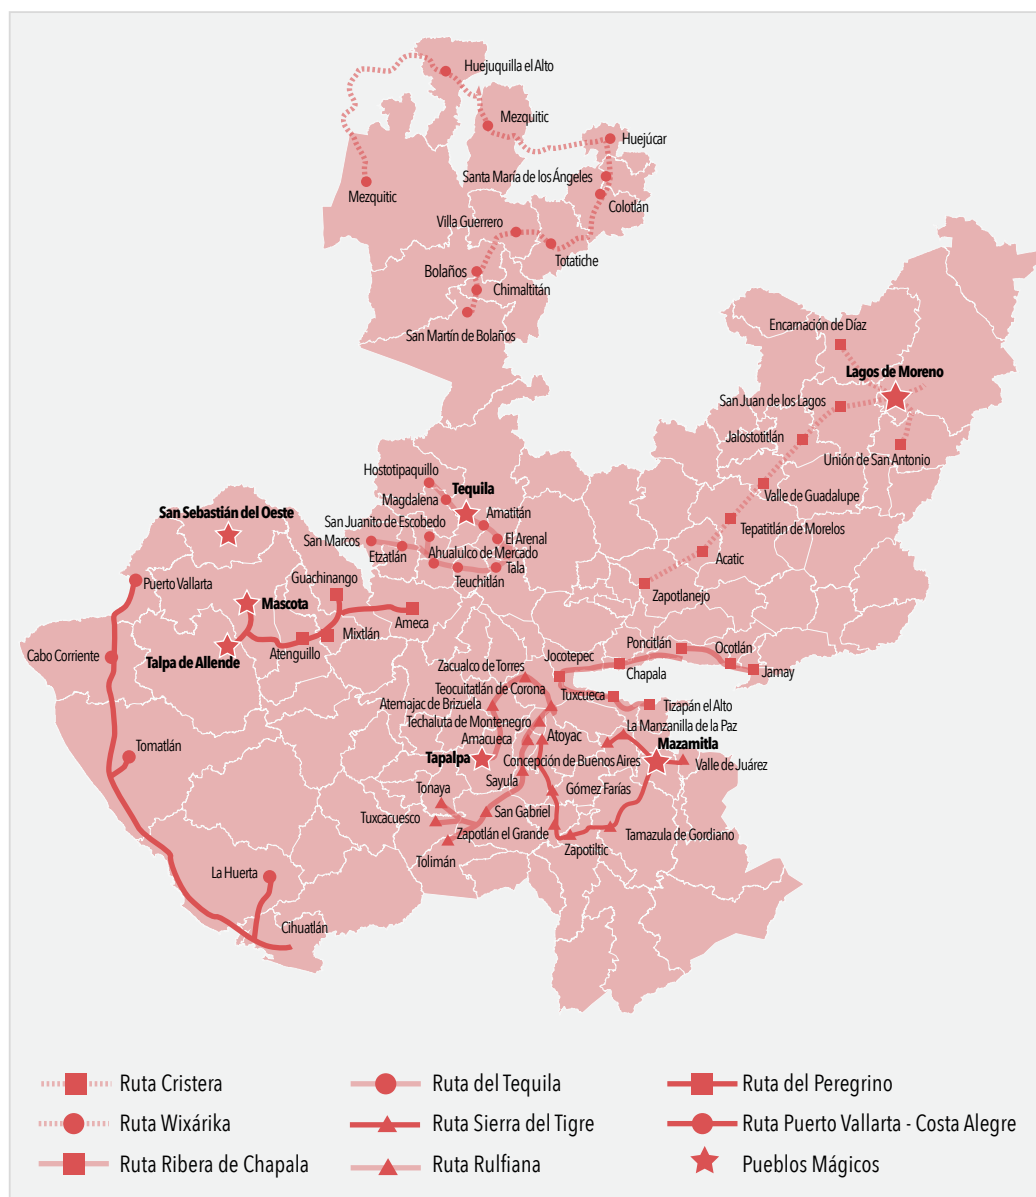 Huejuquilla el Alto
Mezquitic
Huejúcar
Santa María de los Ángeles
Mezquitic
Colotlán
Villa Guerrero
Totatiche
Bolaños
Chimaltitán
San Martín de Bolaños
Encarnación de Díaz
Lagos de Moreno
San Juan de los Lagos
Jalostotitlán
Unión de San Antonio
Hostotipaquillo
Tequila
Magdalena
Valle de Guadalupe
San Sebastián del Oeste
San Juanito de Escobedo
Amatitán
Tepatitlán de Morelos
San Marcos
El Arenal
Etzatlán
Ahualulco de Mercado
Acatic
Tala
Puerto Vallarta
Guachinango
Teuchitlán
Zapotlanejo
Mascota
Ameca
Mixtlán
Atenguillo
Poncitlán
Ocotlán
Cabo Corriente
Talpa de Allende
Zacualco de Torres
Jocotepec
Chapala
Jamay
Teocuitatlán de Corona
Tuxcueca
Atemajac de Brizuela
Tizapán el Alto
Techaluta de Montenegro
La Manzanilla de la Paz
Amacueca
Atoyac
Mazamitla
Tomatlán
Tapalpa
Concepción de Buenos Aires
Valle de Juárez
Sayula
Tonaya
Gómez Farías
San Gabriel
Tuxcacuesco
Zapotlán el Grande
Tamazula de Gordiano
Zapotiltic
Tolimán
La Huerta
Cihuatlán
Ruta Cristera
Ruta del Tequila
Ruta del Peregrino
Ruta Wixárika
Ruta Sierra del Tigre
Ruta Puerto Vallarta - Costa Alegre
Ruta Ribera de Chapala
Ruta Rulfiana
Pueblos Mágicos